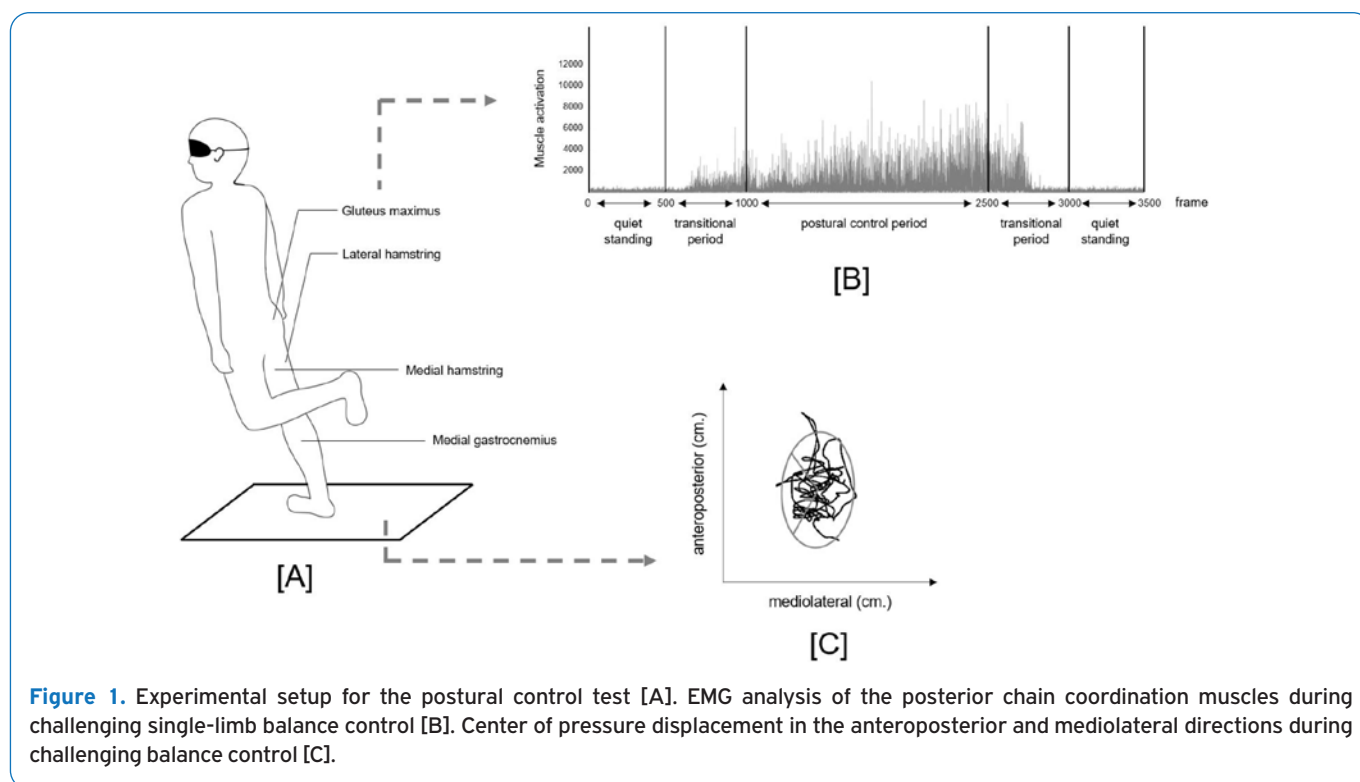 Gluteus maximus
Lateral hamstring
Medial hamstring
Medial gastrocnemius
[A]
Muscle activation
12000
10000
8000
6000
4000
2000
0 500 1000 2500 3000 3500 frame
quiet standing
transitional period
postural control period
transitional period
quiet standing
[B]
anteroposterior (cm.)
mediolateral (cm.)
[C]
Figure 1. Experimental setup for the postural control test [A]. EMG analysis of the posterior chain coordination muscles during
challenging single-limb balance control [B]. Center of pressure displacement in the anteroposterior and mediolateral directions during
challenging balance control [C].